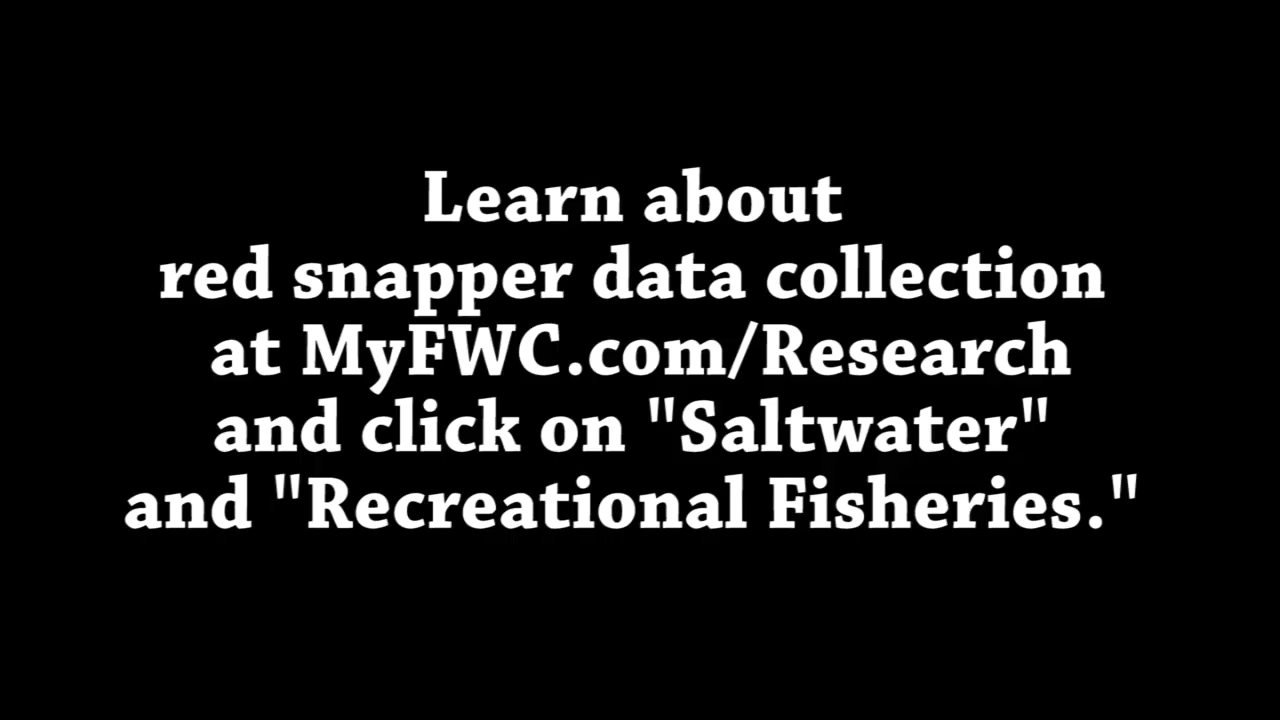 Learn about
red snapper data collection
at MyFWC.com/Research
and click on "Saltwater"
and "Recreational Fisheries."